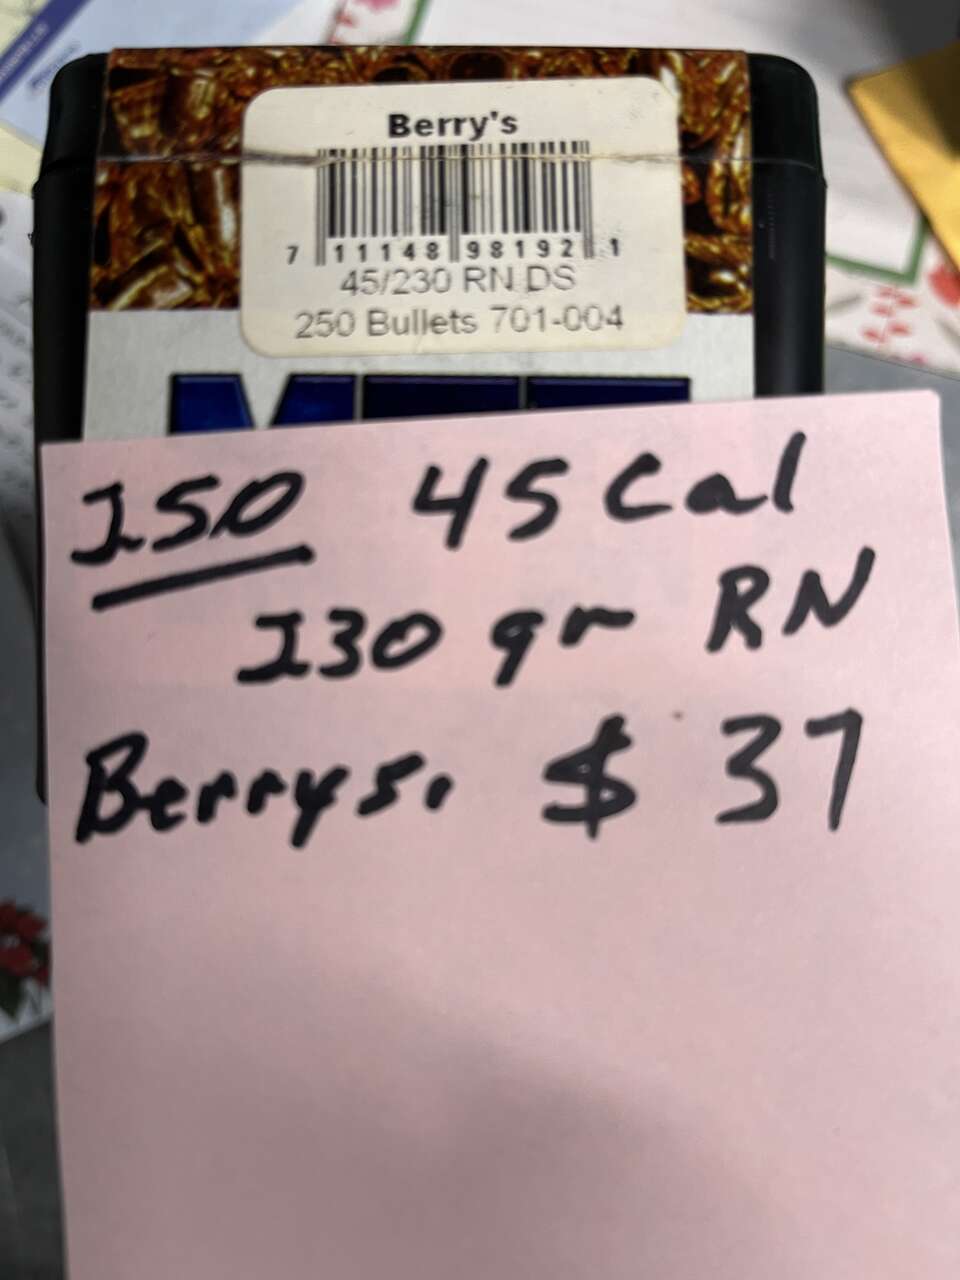 Berry's
7 11148 98192 1
45/230 RN DS
250 Bullets 701-004
250 45 Cal
230 gr RN
Berrys. $ 37